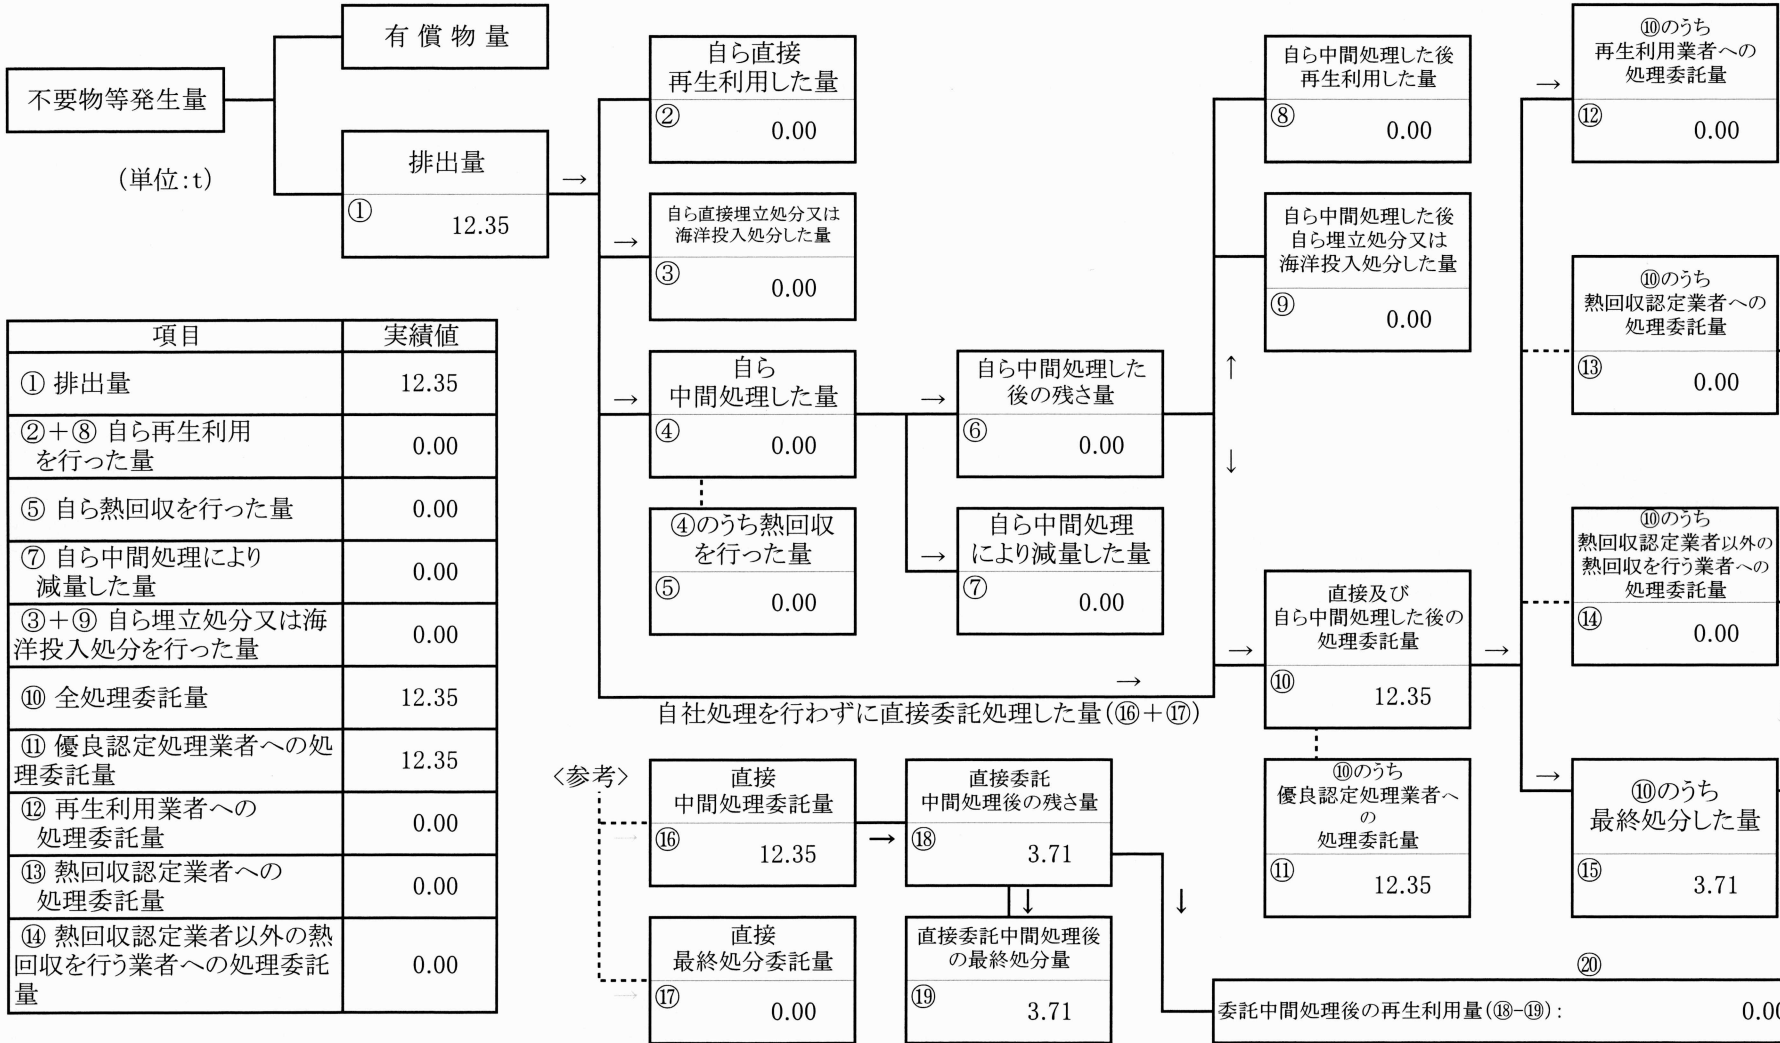 有償物量
不要物等発生量
(単位:t)
排出量
①
12.35
→
自ら直接
再生利用した量
②
0.00
→
自ら直接埋立処分又は
海洋投入処分した量
③
0.00
→
自ら
中間処理した量
④
0.00
④のうち熱回収
を行った量
⑤
0.00
→
自ら中間処理した
後の残さ量
⑥
0.00
→
自ら中間処理
により減量した量
⑦
0.00
↑
↓
自ら中間処理した後
再生利用した量
⑧
0.00
自ら中間処理した後
自ら埋立処分又は
海洋投入処分した量
⑨
0.00
→
自社処理を行わずに直接委託処理した量(⑯+⑰)
→
直接及び
自ら中間処理した後の
処理委託量
⑩
12.35
→
⑩のうち
優良認定処理業者へ
の
処理委託量
⑪
12.35
→
⑩のうち
再生利用業者への
処理委託量
⑫
0.00
⑩のうち
熱回収認定業者への
処理委託量
⑬
0.00
⑩のうち
熱回収認定業者以外の
熱回収を行う業者への
処理委託量
⑭
0.00
→
⑩のうち
最終処分した量
⑮
3.71
項目 実績値
① 排出量 12.35
②+⑧ 自ら再生利用
を行った量 0.00
⑤ 自ら熱回収を行った量 0.00
⑦ 自ら中間処理により
減量した量 0.00
③+⑨ 自ら埋立処分又は海
洋投入処分を行った量 0.00
⑩ 全処理委託量 12.35
⑪ 優良認定処理業者への処
理委託量 12.35
⑫ 再生利用業者への
処理委託量 0.00
⑬ 熱回収認定業者への
処理委託量 0.00
⑭ 熱回収認定業者以外の熱
回収を行う業者への処理委託
量 0.00
<参考>
→
直接
中間処理委託量
⑯
12.35
→
直接委託
中間処理後の残さ量
⑱
3.71
↓
↓
→
直接
最終処分委託量
⑰
0.00
直接委託中間処理後
の最終処分量
⑲
3.71
⑳
委託中間処理後の再生利用量(⑱-⑲): 0.00